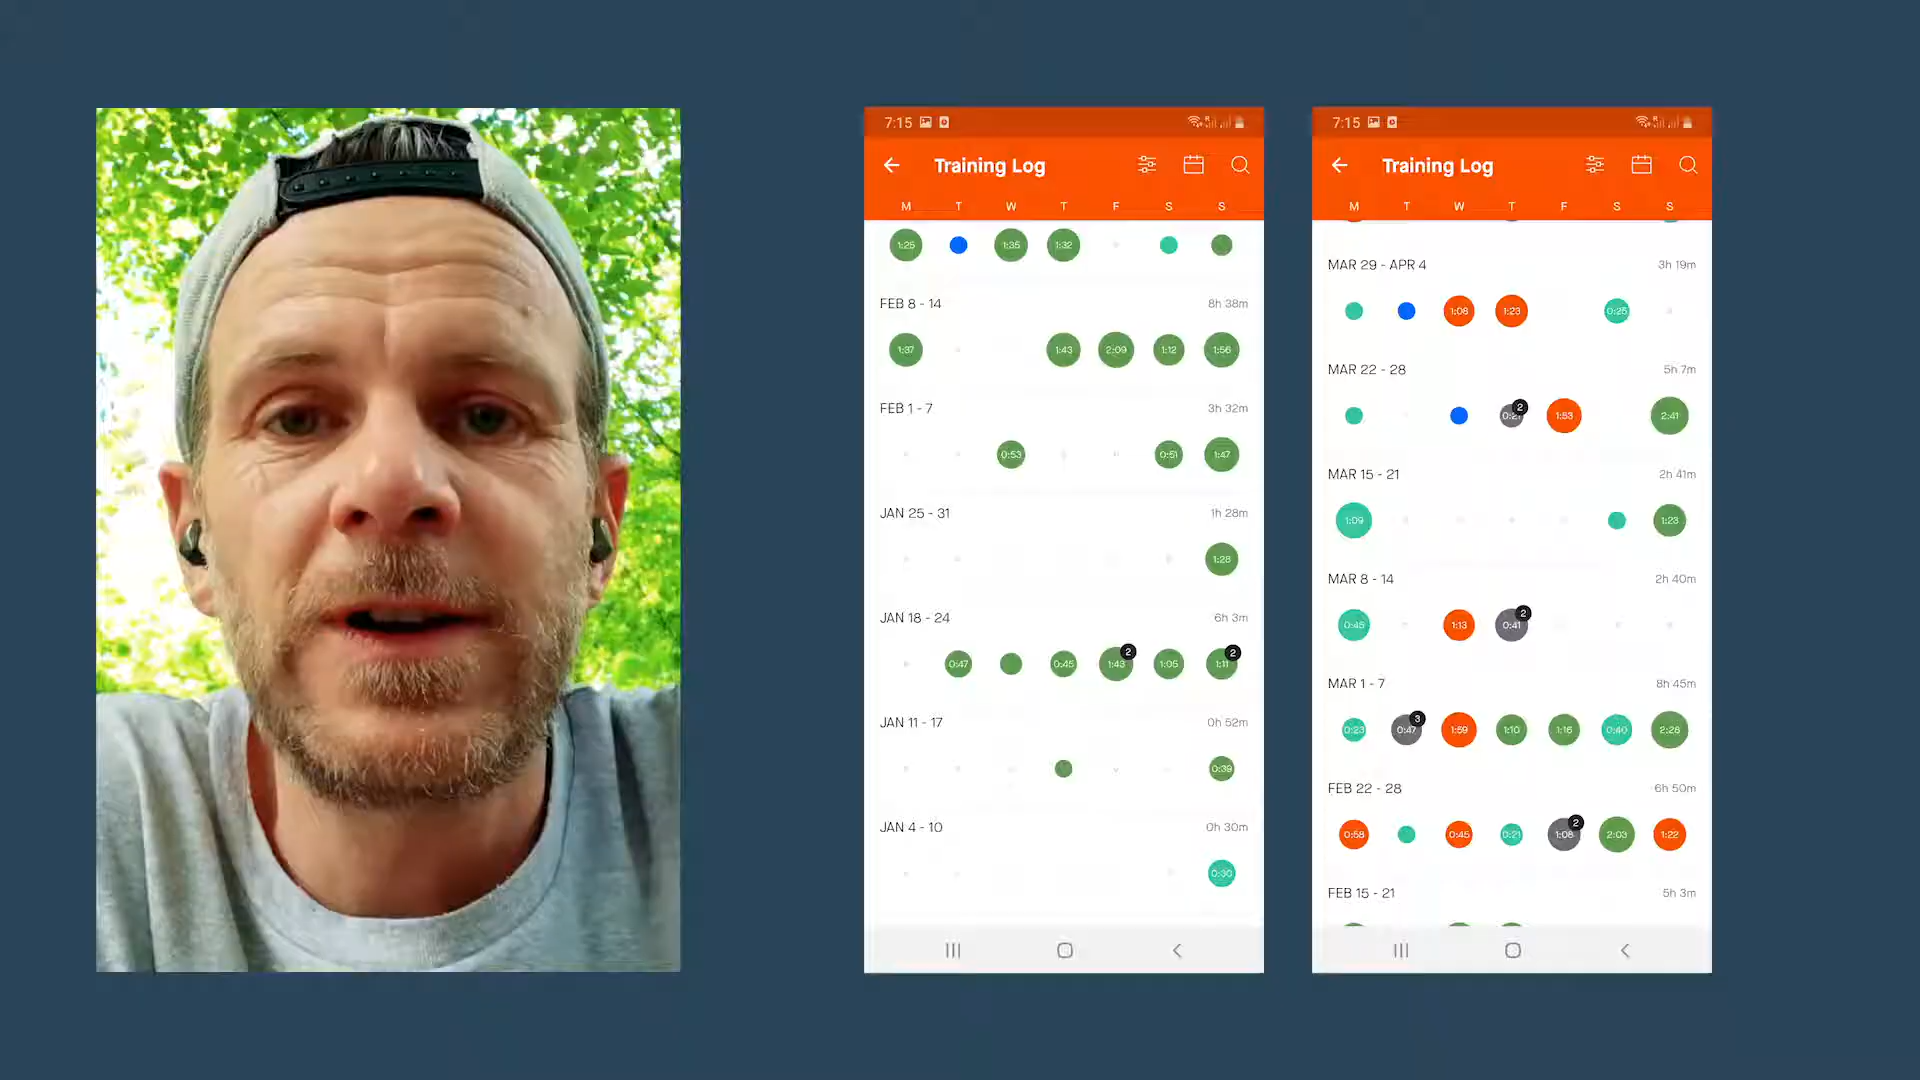 7:15
Training Log
M T W T F S S
1:25 1:35 1:32
FEB 8 - 14 8h 38m
1:37 1:43 2:09 1:12 1:56
FEB 1 - 7 3h 32m
0:53 0:51 1:47
JAN 25 - 31 1h 28m
1:28
JAN 18 - 24 6h 3m
0:47 0:45 1:43 2 1:05 1:11 2
JAN 11 - 17 0h 52m
0:39
JAN 4 - 10 0h 30m
0:30
7:15
Training Log
M T W T F S S
MAR 29 - APR 4 3h 19m
1:23 0:25
MAR 22 - 28 5h 7m
2 1:53 2:41
MAR 15 - 21 2h 41m
1:09 1:23
MAR 8 - 14 2h 40m
0:45 1:13 0:41 2
MAR 1 - 7 8h 45m
0:23 0:47 3 1:59 1:10 1:16 0:40 2:26
FEB 22 - 28 6h 50m
0:58 0:45 0:21 2 2:03 1:22
FEB 15 - 21 5h 3m